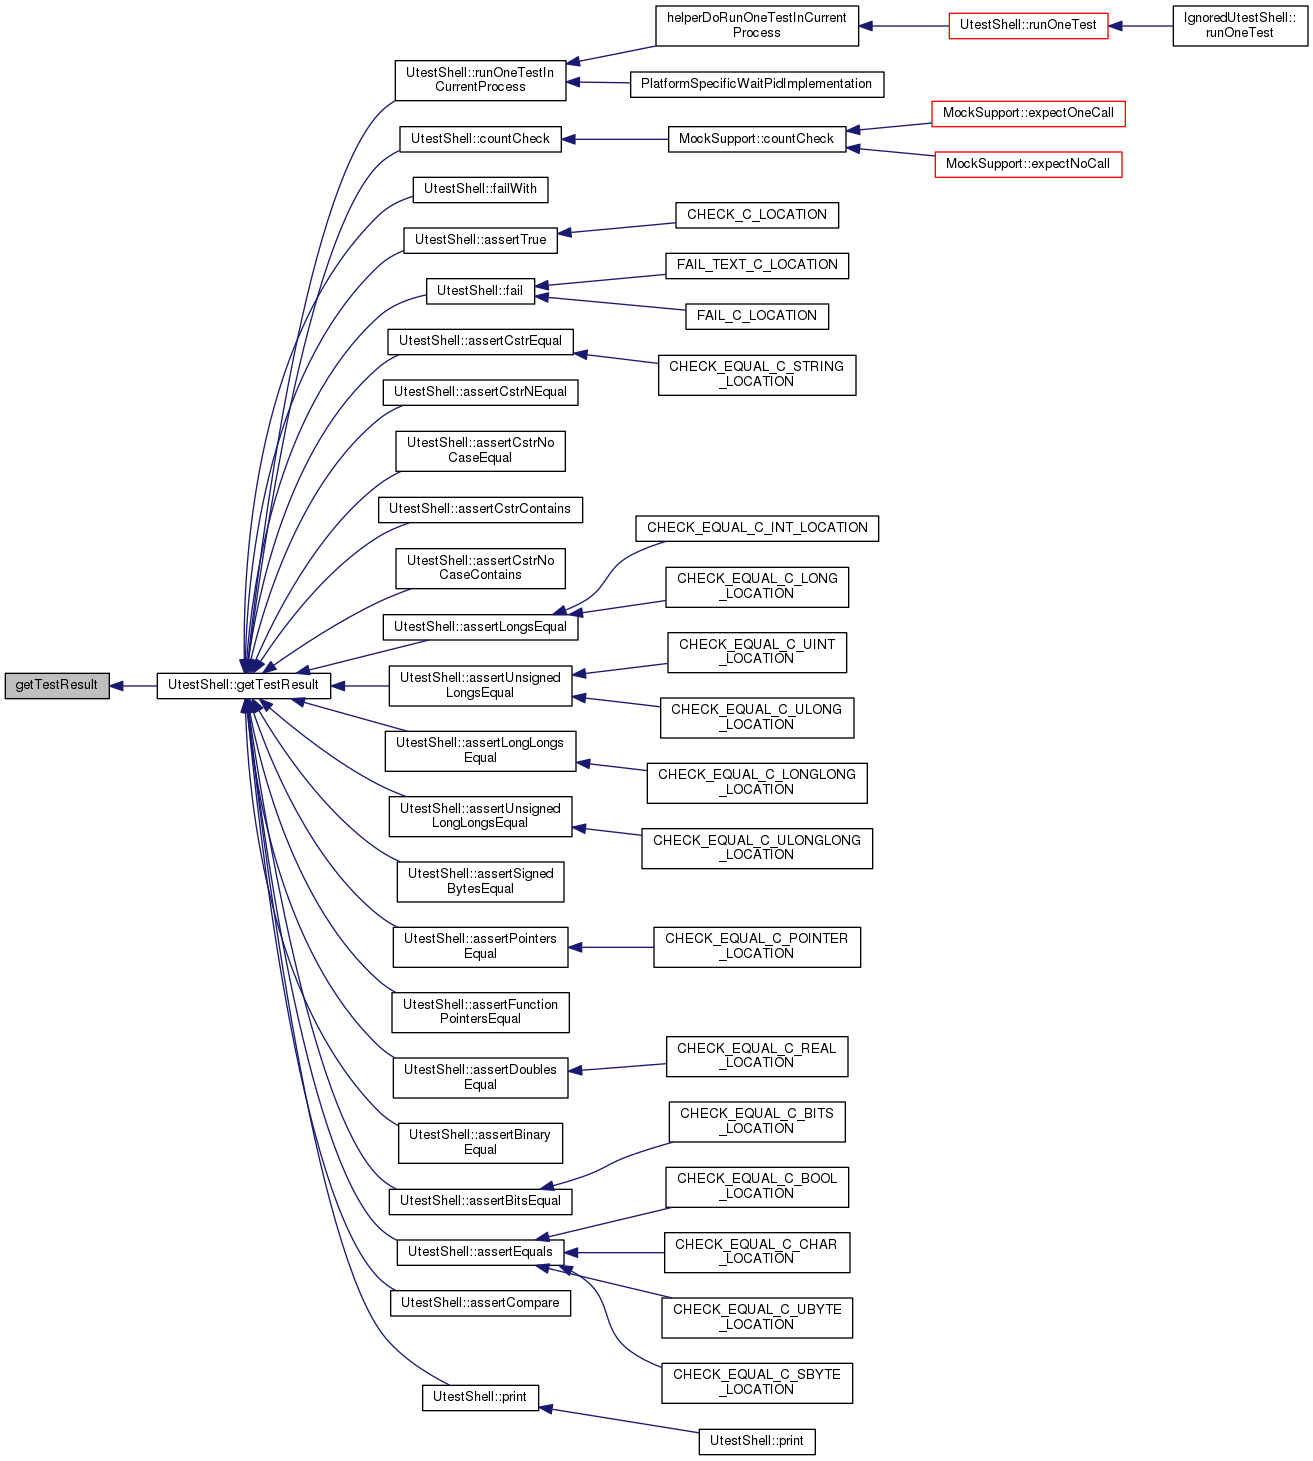 helperDoRunOneTestInCurrent
Process
UtestShell::runOneTest
IgnoredUtestShell::
runOneTest
UtestShell::runOneTestIn
CurrentProcess
PlatformSpecificWaitPidImplementation
UtestShell::countCheck
MockSupport::countCheck
MockSupport::expectOneCall
MockSupport::expectNoCall
UtestShell::failWith
UtestShell::assertTrue
CHECK_C_LOCATION
UtestShell::fail
FAIL_TEXT_C_LOCATION
FAIL_C_LOCATION
UtestShell::assertCstrEqual
CHECK_EQUAL_C_STRING
_LOCATION
UtestShell::assertCstrNEqual
UtestShell::assertCstrNo
CaseEqual
UtestShell::assertCstrContains
UtestShell::assertCstrNo
CaseContains
CHECK_EQUAL_C_INT_LOCATION
CHECK_EQUAL_C_LONG
_LOCATION
UtestShell::assertLongsEqual
getTestResult
UtestShell::getTestResult
UtestShell::assertUnsigned
LongsEqual
CHECK_EQUAL_C_UINT
_LOCATION
CHECK_EQUAL_C_ULONG
_LOCATION
UtestShell::assertLongLongs
Equal
CHECK_EQUAL_C_LONGLONG
_LOCATION
UtestShell::assertUnsigned
LongLongsEqual
CHECK_EQUAL_C_ULONGLONG
_LOCATION
UtestShell::assertSigned
BytesEqual
UtestShell::assertPointers
Equal
CHECK_EQUAL_C_POINTER
_LOCATION
UtestShell::assertFunction
PointersEqual
UtestShell::assertDoubles
Equal
CHECK_EQUAL_C_REAL
_LOCATION
UtestShell::assertBinary
Equal
CHECK_EQUAL_C_BITS
_LOCATION
UtestShell::assertBitsEqual
CHECK_EQUAL_C_BOOL
_LOCATION
UtestShell::assertEquals
CHECK_EQUAL_C_CHAR
_LOCATION
UtestShell::assertCompare
CHECK_EQUAL_C_UBYTE
_LOCATION
CHECK_EQUAL_C_SBYTE
_LOCATION
UtestShell::print
UtestShell::print